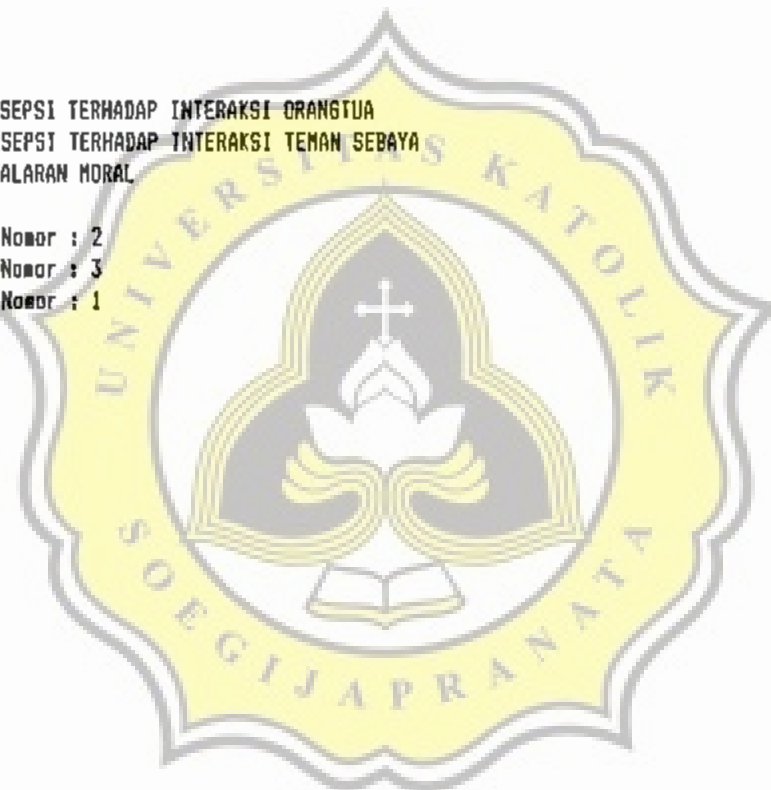 SEPSI TERHADAP INTERAKSI ORANGTUA
SEPSI TERHADAP INTERAKSI TEMAN SEBAYA
ALARAN MORAL
Nomor : 2
Nomor : 3
Nomor : 1
UNIVERSITAS KATOLIK
SOEGIJAPRANATA